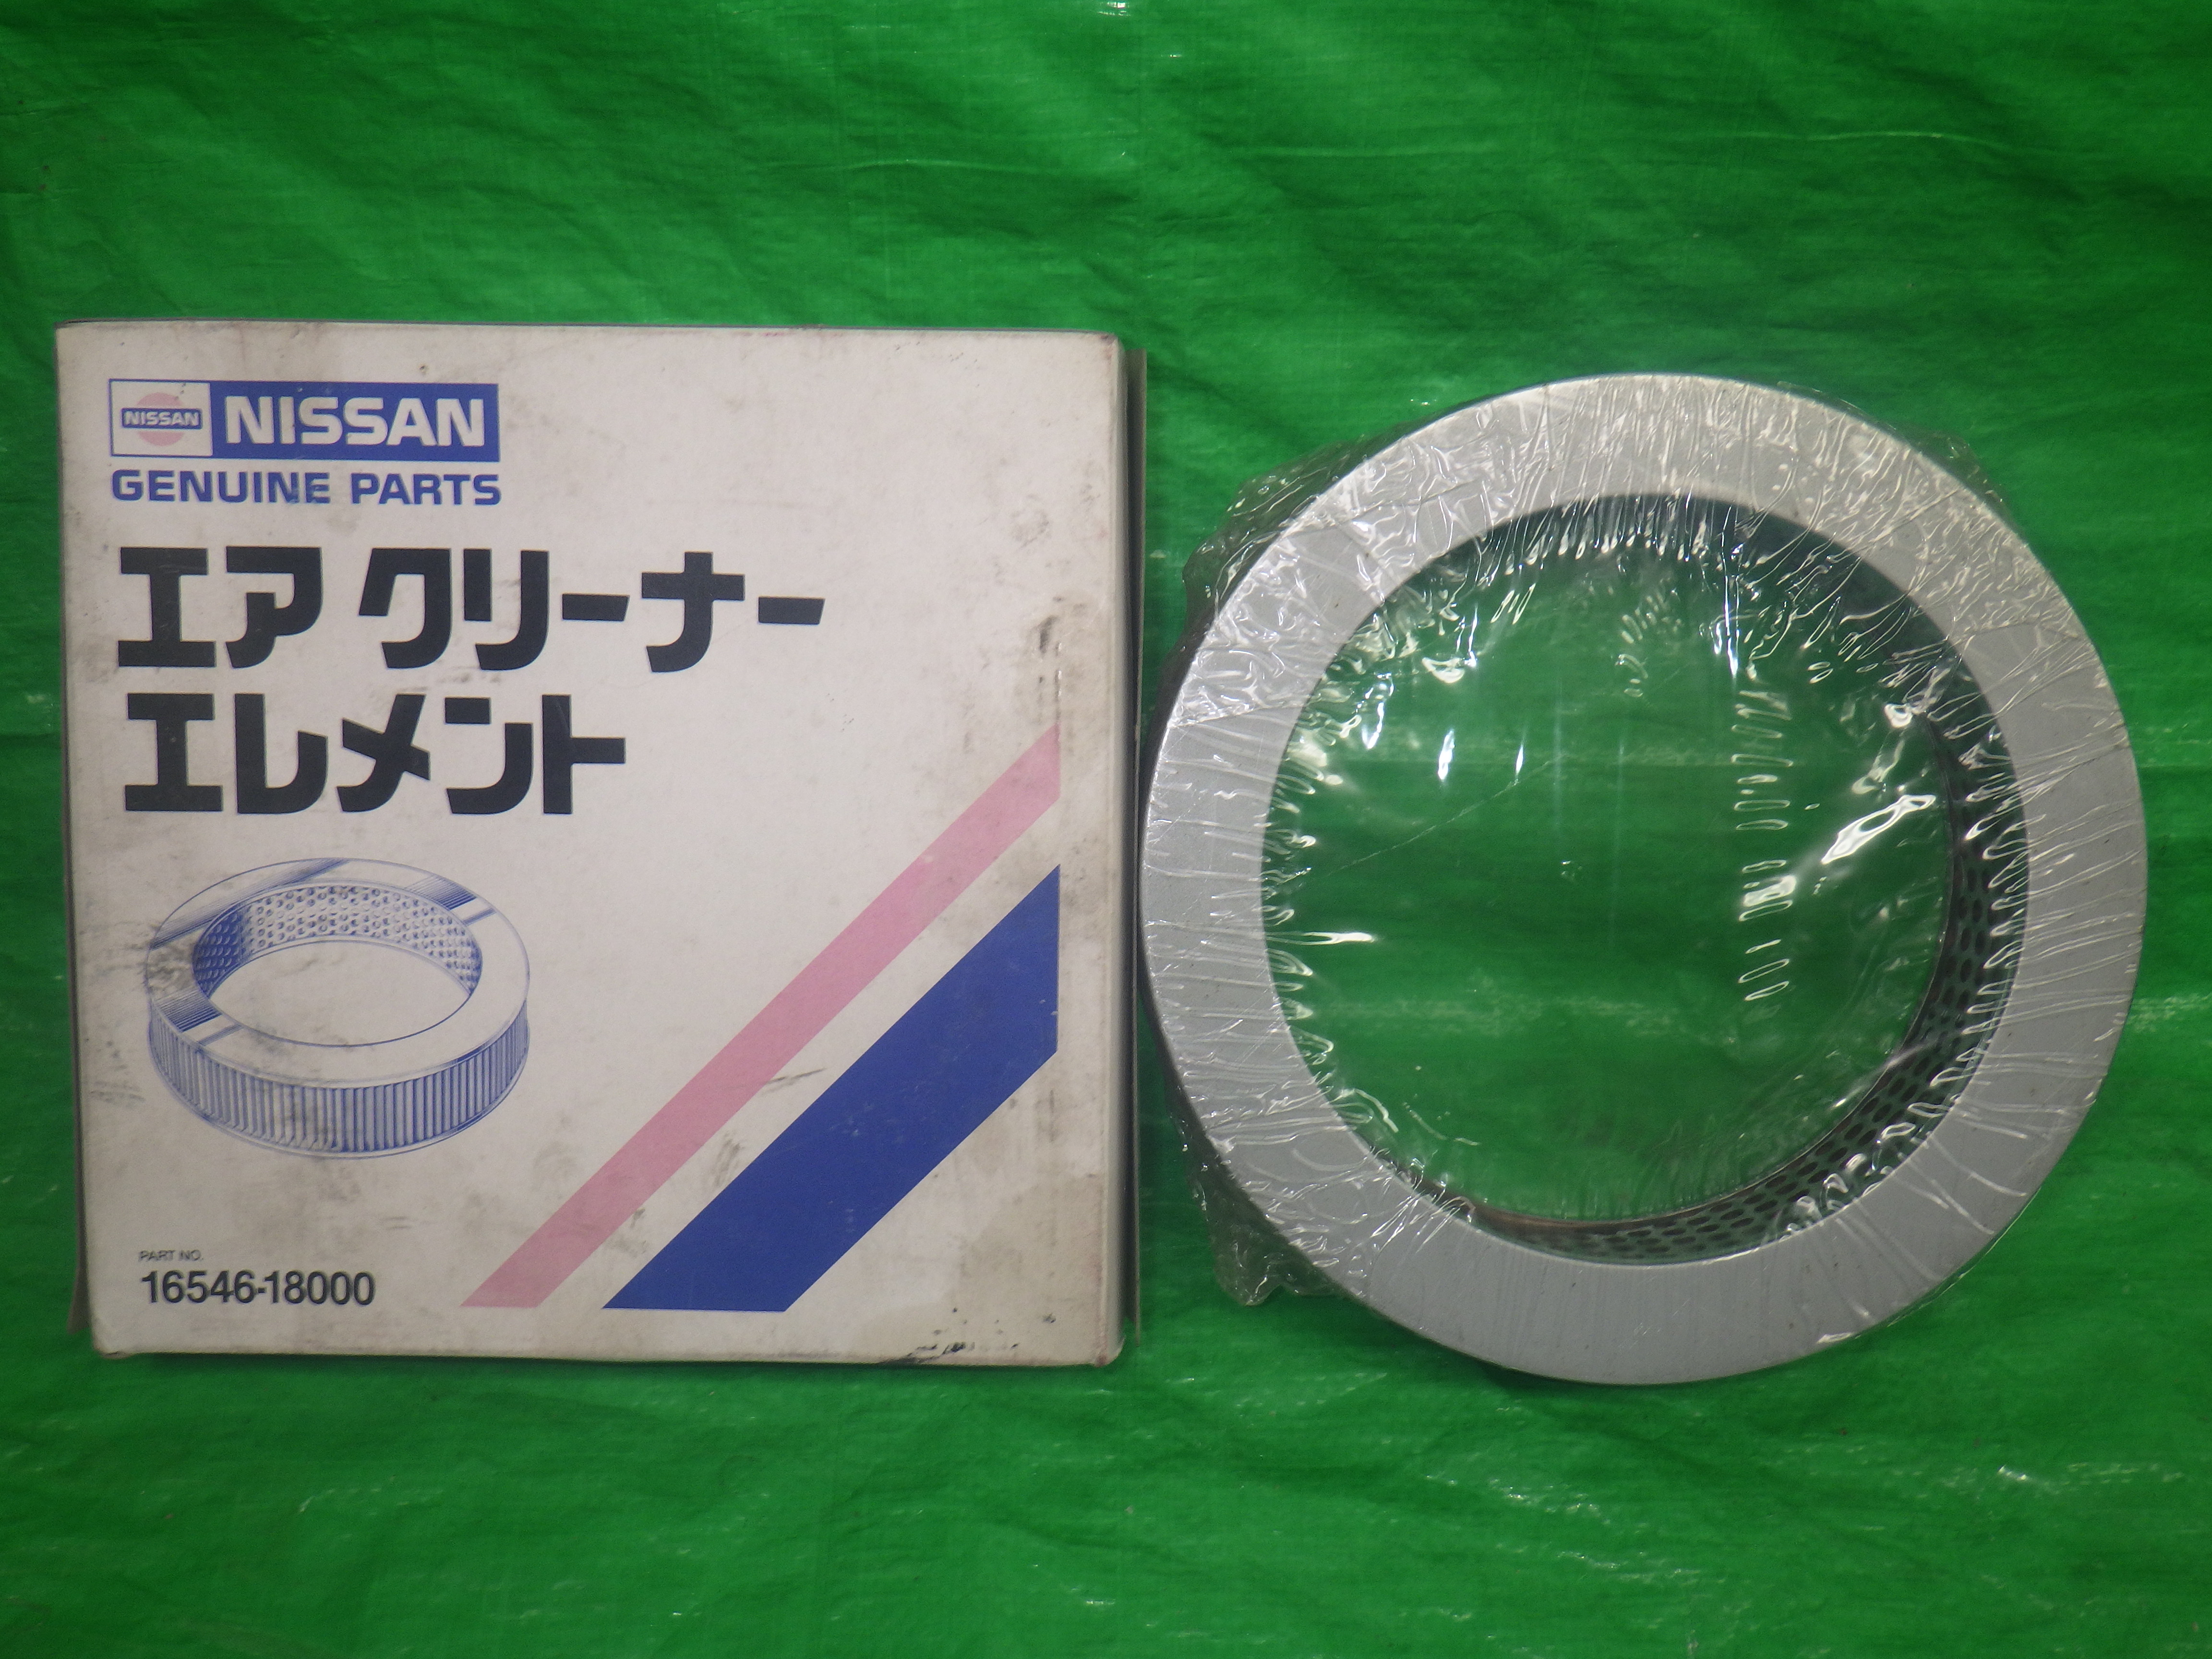 NISSAN NISSAN
GENUINE PARTS
エア クリーナー
エレメント
PART NO.
16546-18000